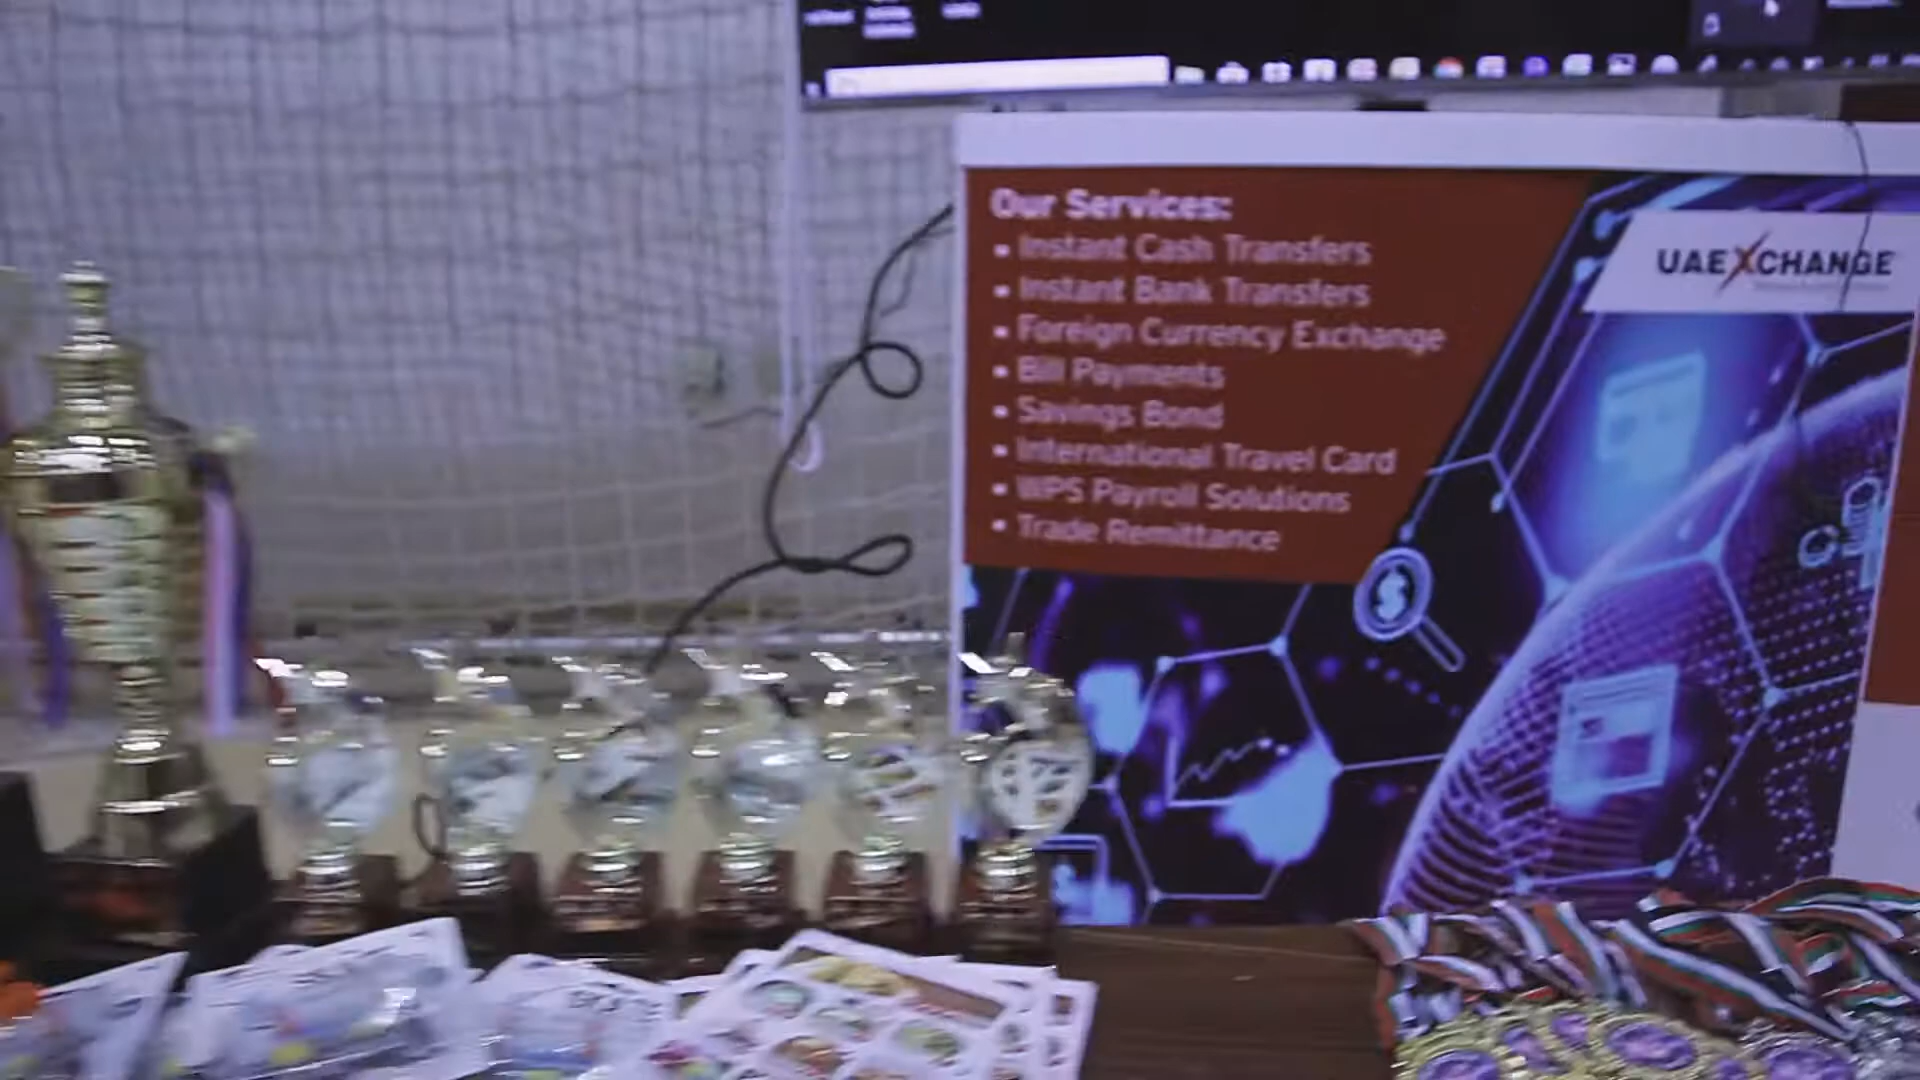 Our Services:
▪ Instant Cash Transfers
▪ Instant Bank Transfers
▪ Foreign Currency Exchange
▪ Bill Payments
▪ Savings Bond
▪ International Travel Card
▪ WPS Payroll Solutions
▪ Trade Remittance
UAEXCHANGE